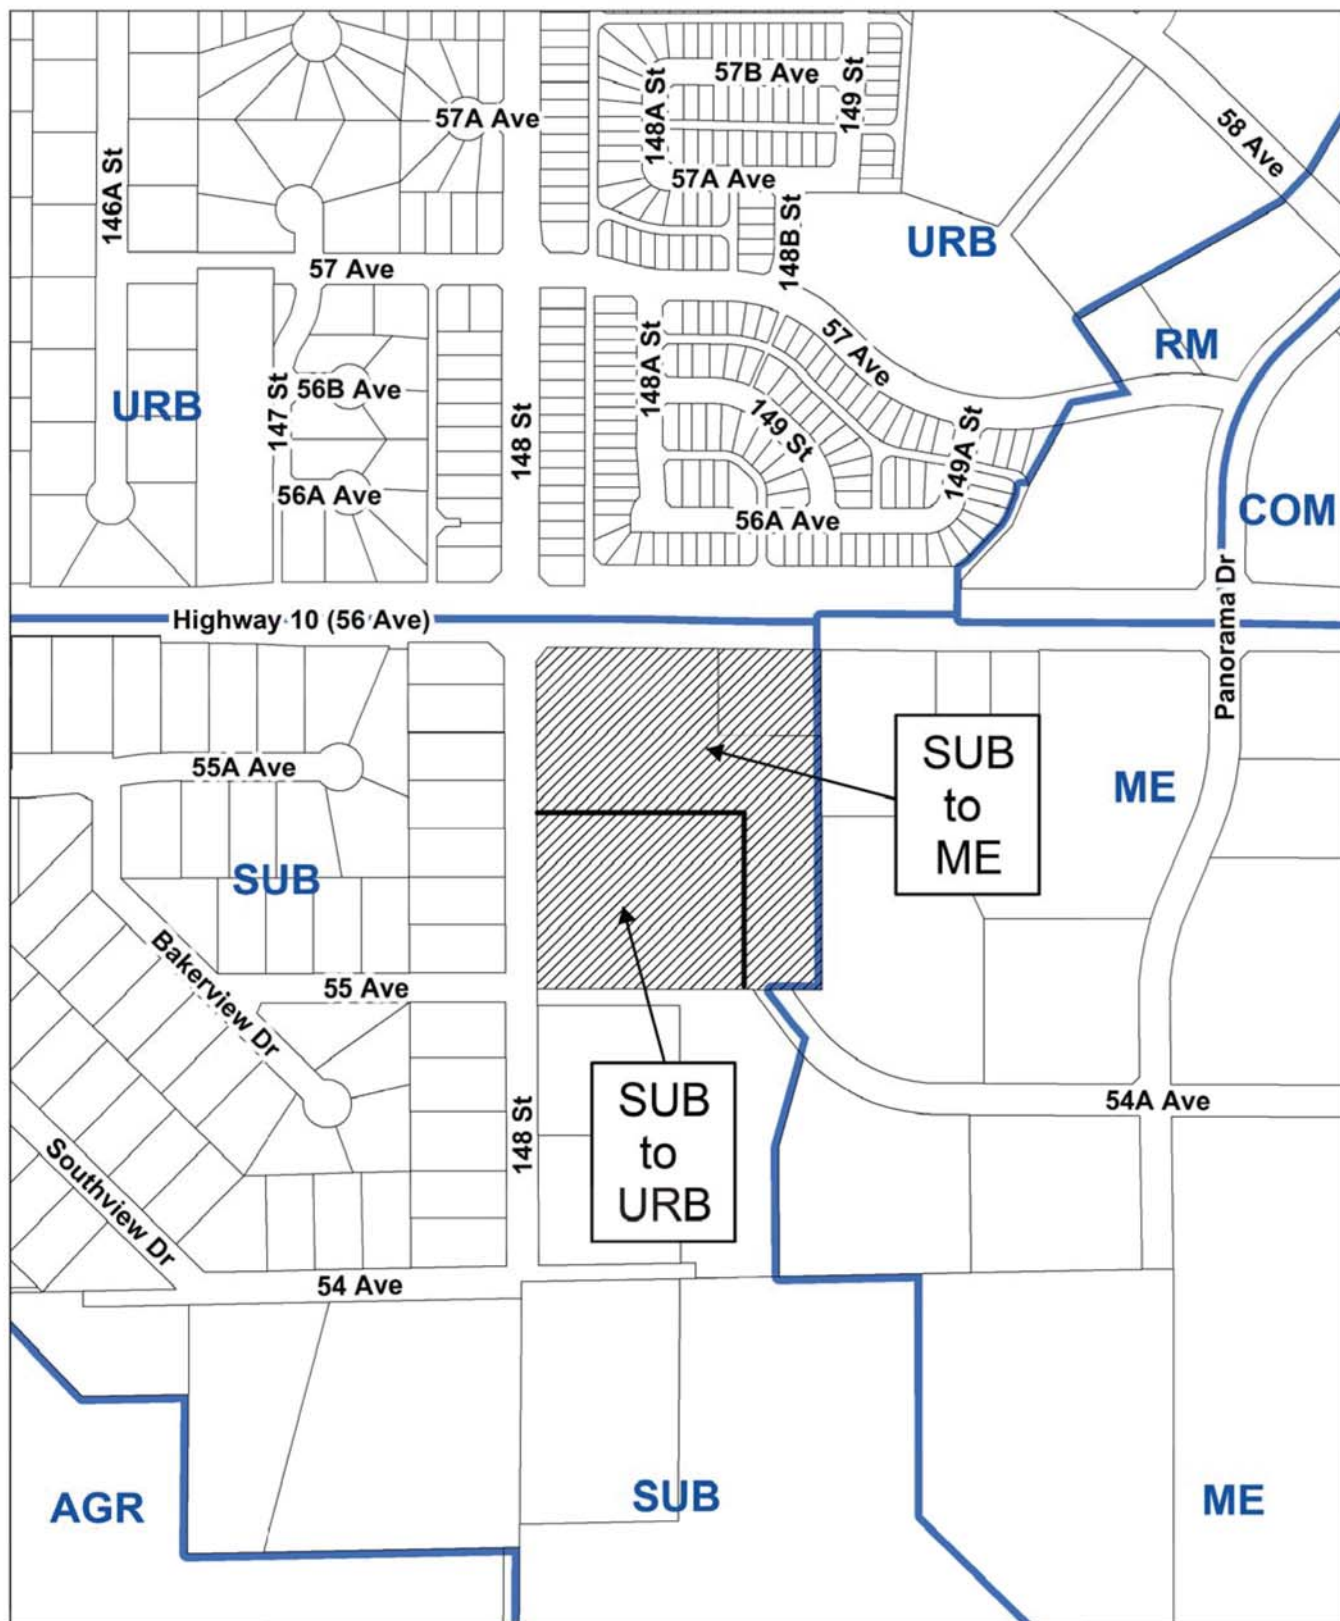 57B Ave
149 St
148A St
57A Ave
58 Ave
146A St
57A Ave
148B St
URB
57 Ave
57 Ave
RM
148A St
56B Ave
URB
147 St
148 St
149 St
149A St
56A Ave
COM
56A Ave
Highway 10 (56 Ave)
Panorama Dr
SUB
to
ME
55A Ave
ME
SUB
Bakerview Dr
55 Ave
SUB
to
URB
54A Ave
148 St
Southview Dr
54 Ave
AGR
SUB
ME